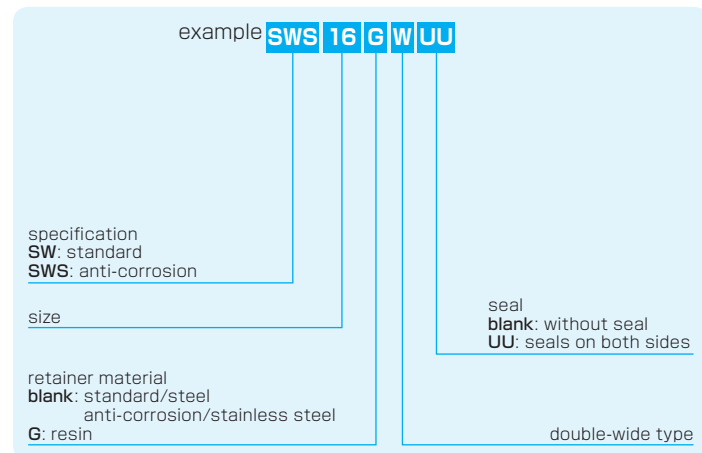 example SWS 16 G W UU
specification
SW: standard
SWS: anti-corrosion
size
retainer material
blank: standard/steel
anti-corrosion/stainless steel
G: resin
seal
blank: without seal
UU: seals on both sides
double-wide type